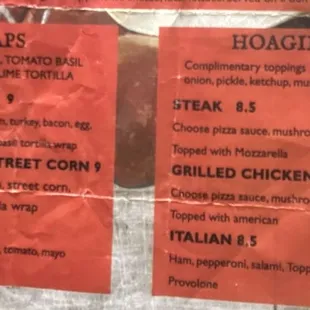 APS
TOMATO BASIL
LIME TORTILLA
9
turkey, bacon, egg,
basil tortilla wrap
STREET CORN 9
street corn,
wrap
tomato, mayo
HOAGI
Complimentary toppings
onion, pickle, ketchup, mu
STEAK 8.5
Choose pizza sauce, mushro
Topped with Mozzarella
GRILLED CHICKEN
Choose pizza sauce, mushro
Topped with american
ITALIAN 8.5
Ham, pepperoni, salami, Topp
Provolone